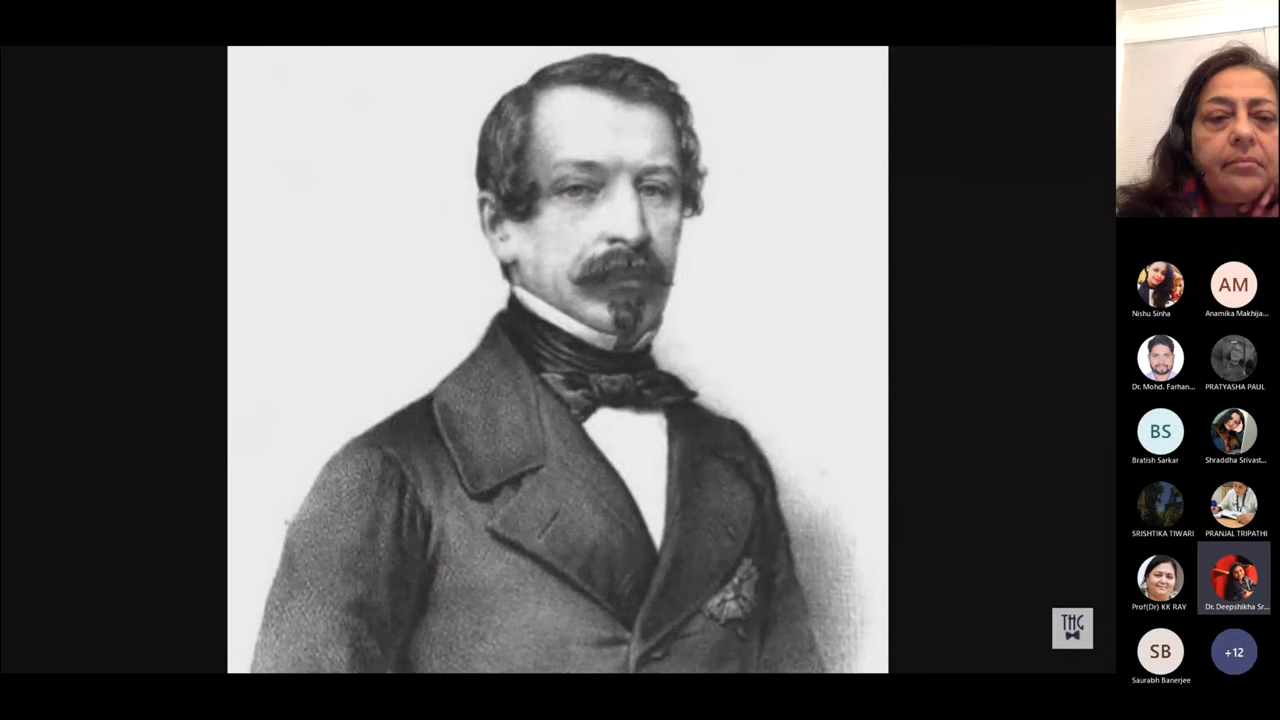 Nishu Sinha
AM
Anamika Makhija...
Dr. Mohd. Farhan...
PRATYASHA PAUL
BS
Bratish Sarkar
Shraddha Srivast...
SRISHTIKA TIWARI
PRANJAL TRIPATHI
Prof(Dr) KK RAY
Dr. Deepshikha Sr...
THG
SB
Saurabh Banerjee
+12